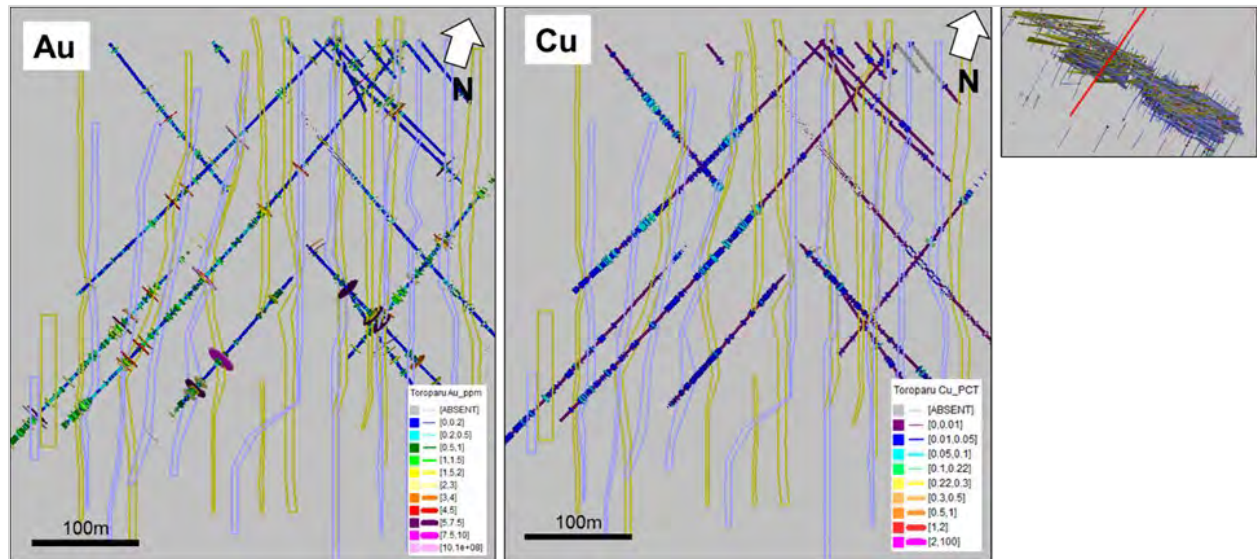 Au
N
Toroparu Au_ppm
[ABSENT]
[0,0.2]
[0.2,0.5]
[0.5,1]
[1,1.5]
[1.5,2]
[2,3]
[3,4]
[4,5]
[5,7.5]
[7.5,10]
[10,1e+08]
100m
Cu
N
Toroparu Cu_PCT
[ABSENT]
[0,0.01]
[0.01,0.05]
[0.05,0.1]
[0.1,0.22]
[0.22,0.3]
[0.3,0.5]
[0.5,1]
[1,2]
[2,100]
100m